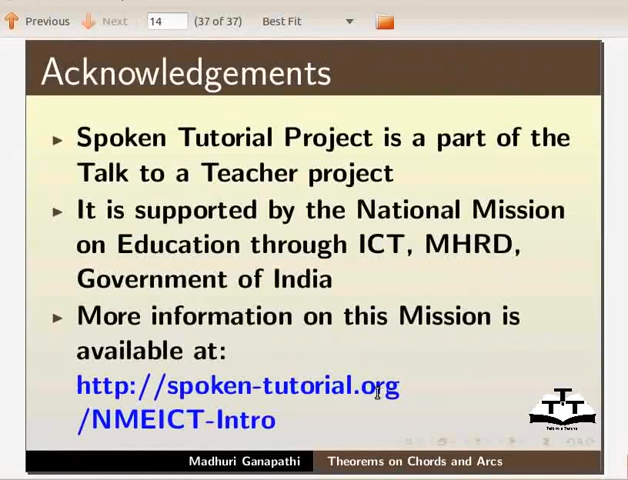 Previous Next 14 (37 of 37) Best Fit
Acknowledgements
Spoken Tutorial Project is a part of the
Talk to a Teacher project
It is supported by the National Mission
on Education through ICT, MHRD,
Government of India
More information on this Mission is
available at:
http://spoken-tutorial.org
/NMEICT-Intro
Madhuri Ganapathi Theorems on Chords and Arcs